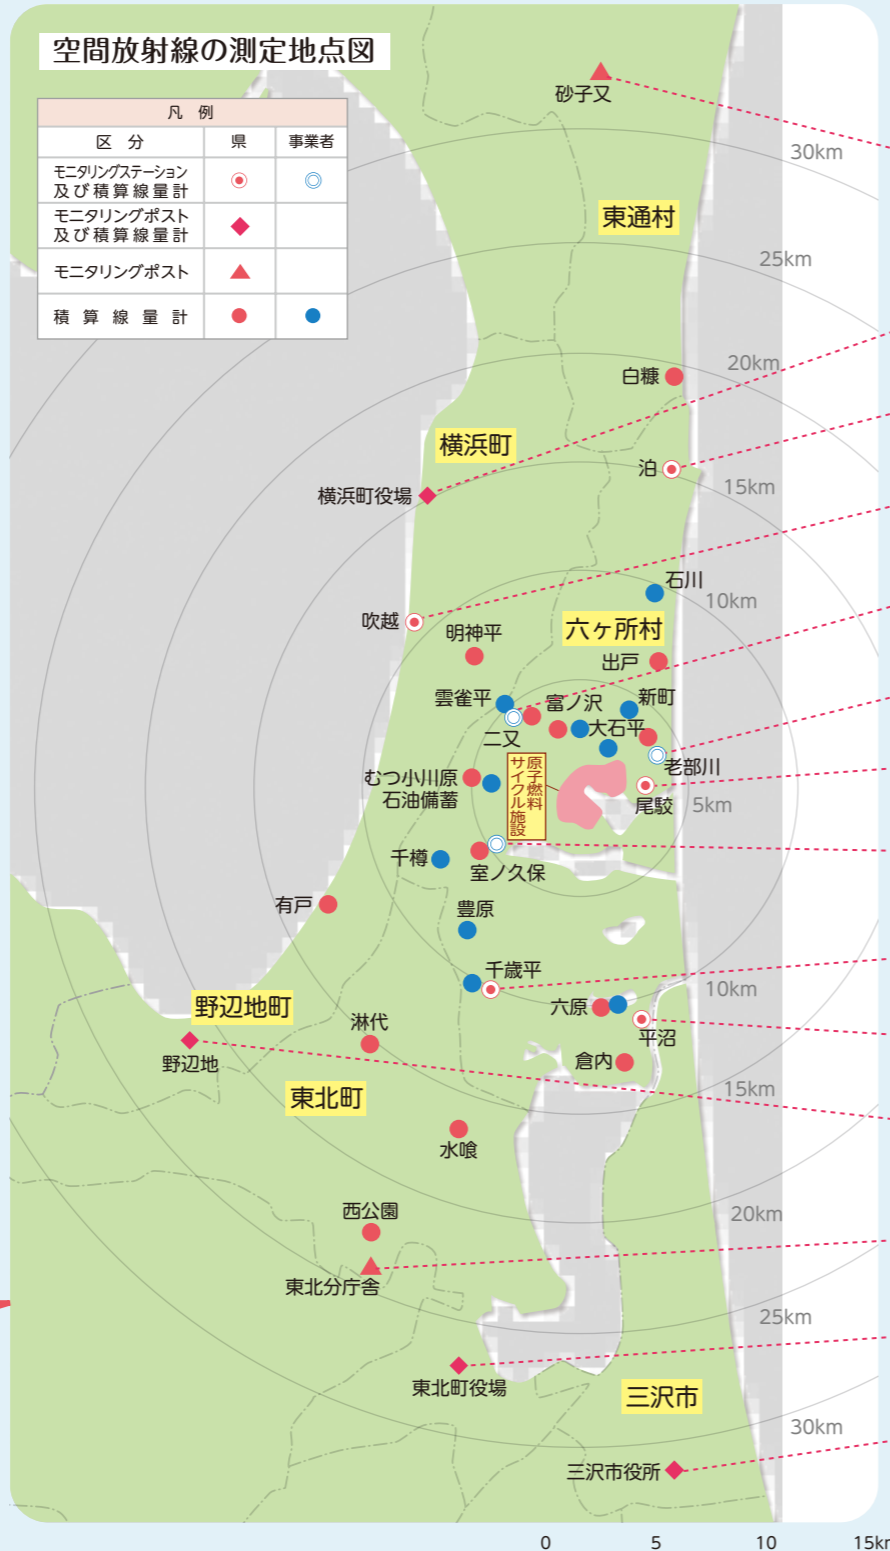 空間放射線の測定地点図
凡 例
区 分 県 事業者
モニタリングステーション
及び積算線量計
モニタリングポスト
及び積算線量計
モニタリングポスト
積算線量計
砂子又
30km
東通村
25km
20km
白糠
横浜町
泊
15km
横浜町役場
石川
10km
吹越
六ヶ所村
明神平
出戸
雲雀平
富ノ沢
新町
二又
大石平
老部川
むつ小川原
石油備蓄
原子燃料
サイクル施設
尾駮
5km
千樽
室ノ久保
有戸
豊原
千歳平
10km
野辺地町
六原
淋代
平沼
野辺地
倉内
東北町
15km
水喰
西公園
20km
東北分庁舎
25km
東北町役場
三沢市
30km
三沢市役所
0 5 10 15km